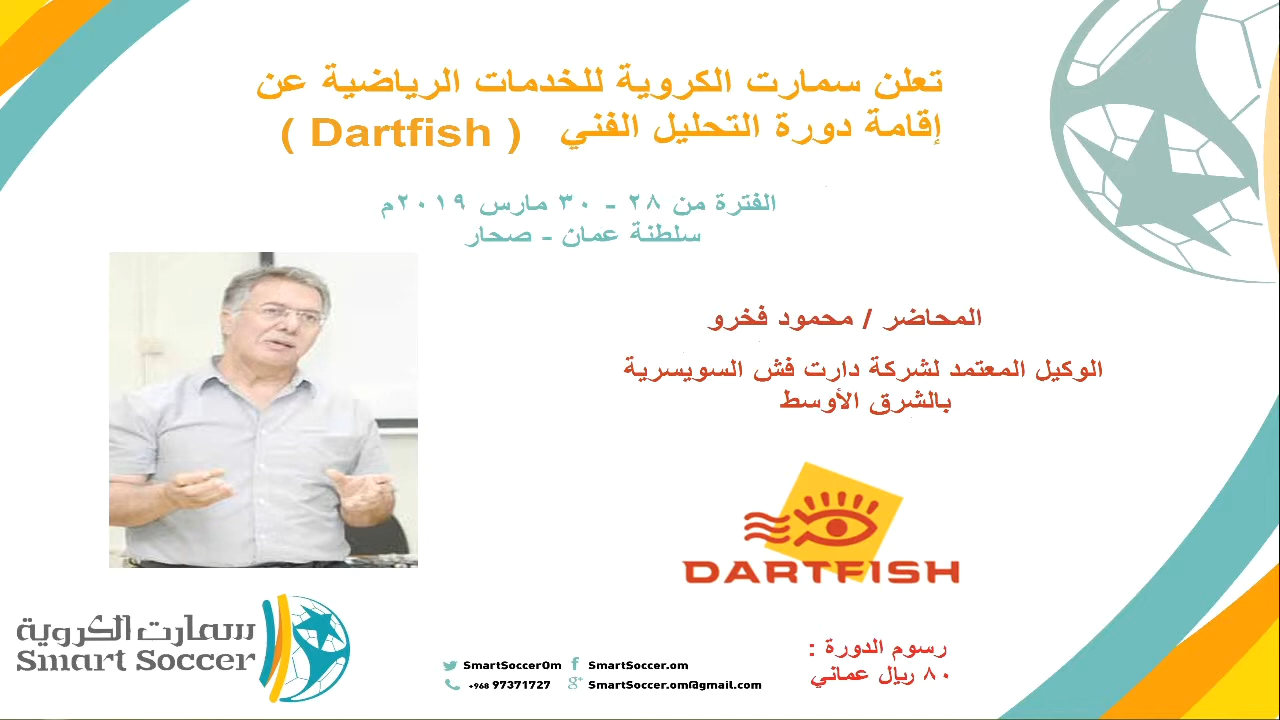 تعلن سمارت الكروية للخدمات الرياضية عن
إقامة دورة التحليل الفني ( Dartfish )
الفترة من ٢٨ - ٣٠ مارس ٢٠١٩م
سلطنة عمان - صحار
المحاضر / محمود فخرو
الوكيل المعتمد لشركة دارت فش السويسرية
بالشرق الأوسط
DARTFISH
رسوم الدورة :
٨٠ ريال عماني
سمارت الكروية
Smart Soccer
SmartSoccerOm f SmartSoccer.om
+968 97371727 g+ SmartSoccer.om@gmail.com